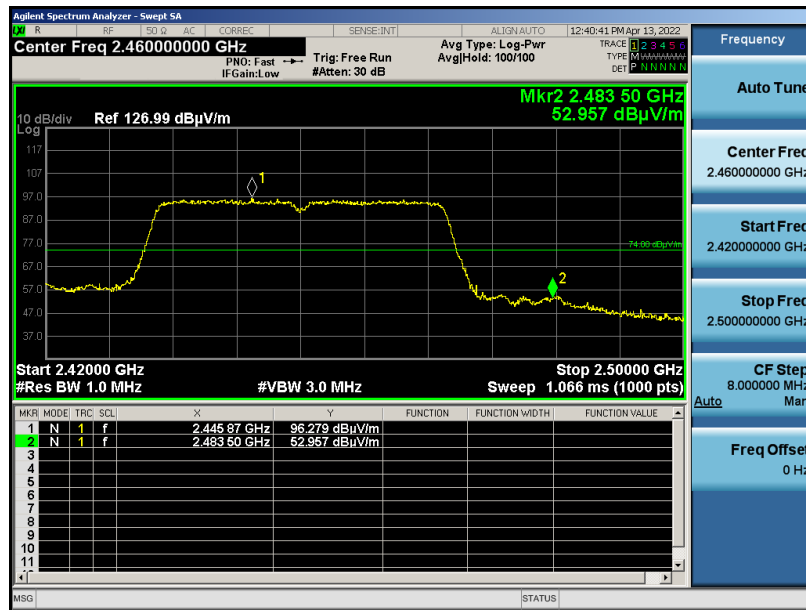 Agilent Spectrum Analyzer - Swept SA
LXI R RF 50 Ω AC CORREC SENSE:INT ALIGN AUTO 12:40:41 PM Apr 13, 2022
Center Freq 2.460000000 GHz
PNO: Fast
IFGain:Low
Trig: Free Run
#Atten: 30 dB
Avg Type: Log-Pwr
Avg|Hold: 100/100
TRACE 1 2 3 4 5 6
TYPE M
DET P N N N N N
Mkr2 2.483 50 GHz
52.957 dBµV/m
10 dB/div Ref 126.99 dBµV/m
Log
117
107
97.0
87.0
77.0
67.0
57.0
47.0
37.0
1
2
74.00 dBµV/m
Start 2.42000 GHz Stop 2.50000 GHz
#Res BW 1.0 MHz #VBW 3.0 MHz Sweep 1.066 ms (1000 pts)
MKR MODE TRC SCL X Y FUNCTION FUNCTION WIDTH FUNCTION VALUE
1 N 1 f 2.445 87 GHz 96.279 dBµV/m
2 N 1 f 2.483 50 GHz 52.957 dBµV/m
3
4
5
6
7
8
9
10
11
MSG STATUS
Frequency
Auto Tune
Center Freq
2.460000000 GHz
Start Freq
2.420000000 GHz
Stop Freq
2.500000000 GHz
CF Step
8.000000 MHz
Auto Man
Freq Offset
0 Hz